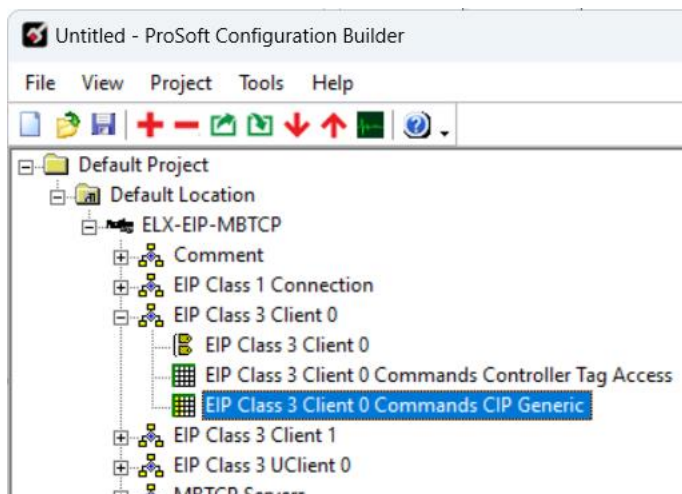 Untitled - ProSoft Configuration Builder
File View Project Tools Help
Default Project
Default Location
ELX-EIP-MBTCP
Comment
EIP Class 1 Connection
EIP Class 3 Client 0
EIP Class 3 Client 0
EIP Class 3 Client 0 Commands Controller Tag Access
EIP Class 3 Client 0 Commands CIP Generic
EIP Class 3 Client 1
EIP Class 3 UClient 0
MBTCP Servers